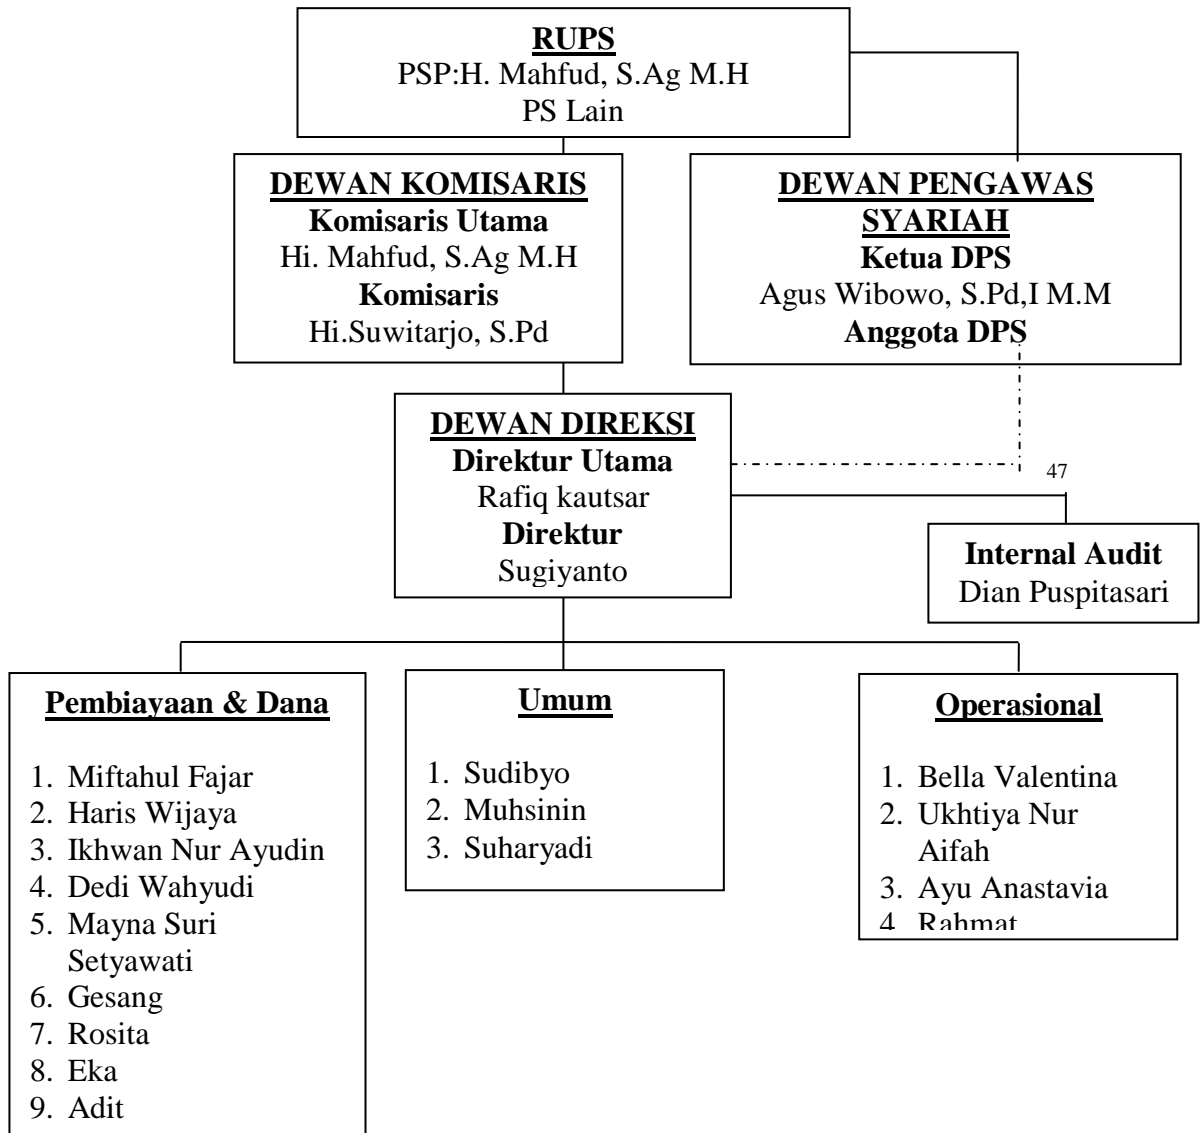 RUPS
PSP:H. Mahfud, S.Ag M.H
PS Lain
DEWAN KOMISARIS
Komisaris Utama
Hi. Mahfud, S.Ag M.H
Komisaris
Hi.Suwitarjo, S.Pd
DEWAN PENGAWAS
SYARIAH
Ketua DPS
Agus Wibowo, S.Pd,I M.M
Anggota DPS
DEWAN DIREKSI
Direktur Utama
Rafiq kautsar
Direktur
Sugiyanto
47
Internal Audit
Dian Puspitasari
Pembiayaan & Dana
1. Miftahul Fajar
2. Haris Wijaya
3. Ikhwan Nur Ayudin
4. Dedi Wahyudi
5. Mayna Suri
Setyawati
6. Gesang
7. Rosita
8. Eka
9. Adit
Umum
1. Sudibyo
2. Muhsinin
3. Suharyadi
Operasional
1. Bella Valentina
2. Ukhtiya Nur
Aifah
3. Ayu Anastavia
4. Rahmat